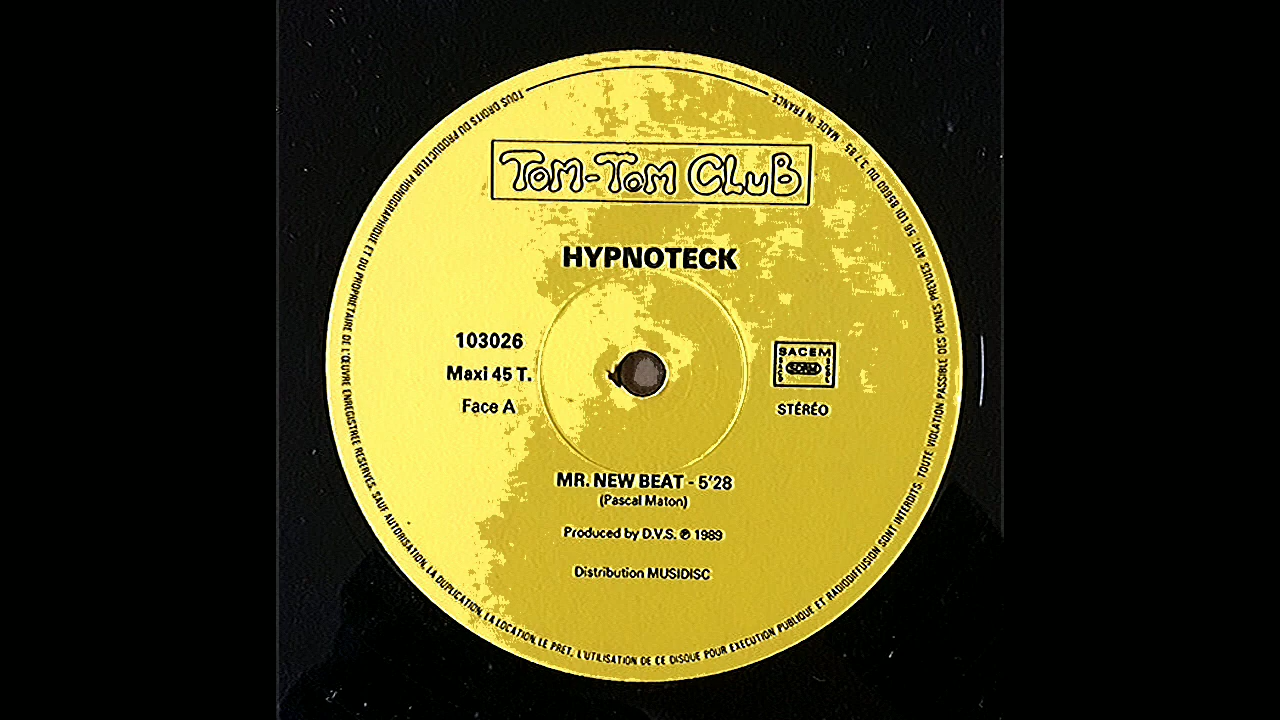 TOM-TOM CLUB
HYPNOTECK
103026
Maxi 45 T.
Face A
SACEM
SDRM
STÉRÉO
MR. NEW BEAT - 5'28
(Pascal Maton)
Produced by D.V.S. ℗ 1989
Distribution MUSIDISC
TOUS DROITS DU PRODUCTEUR PHONOGRAPHIQUE ET DU PROPRIETAIRE DE L'ŒUVRE ENREGISTREE RESERVES. SAUF AUTORISATION, LA DUPLICATION, LA LOCATION, LE PRET, L'UTILISATION DE CE DISQUE POUR EXECUTION PUBLIQUE ET RADIODIFFUSION SONT INTERDITS. TOUTE VIOLATION PASSIBLE DES PEINES PREVUES ART. 56 LOI 85660 DU 3.7.85 - MADE IN FRANCE